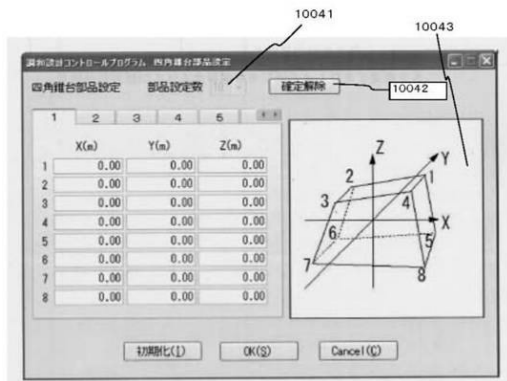 10041
10043
調和設計コントロールプログラム 四角錐台部品設定
四角錐台部品設定 部品設定数 確定解除 10042
1 2 3 4 5
X(m) Y(m) Z(m)
1 0.00 0.00 0.00
2 0.00 0.00 0.00
3 0.00 0.00 0.00
4 0.00 0.00 0.00
5 0.00 0.00 0.00
6 0.00 0.00 0.00
7 0.00 0.00 0.00
8 0.00 0.00 0.00
Z
Y
2 1
3 4
X
6 5
7 8
初期化(I) OK(S) Cancel(C)